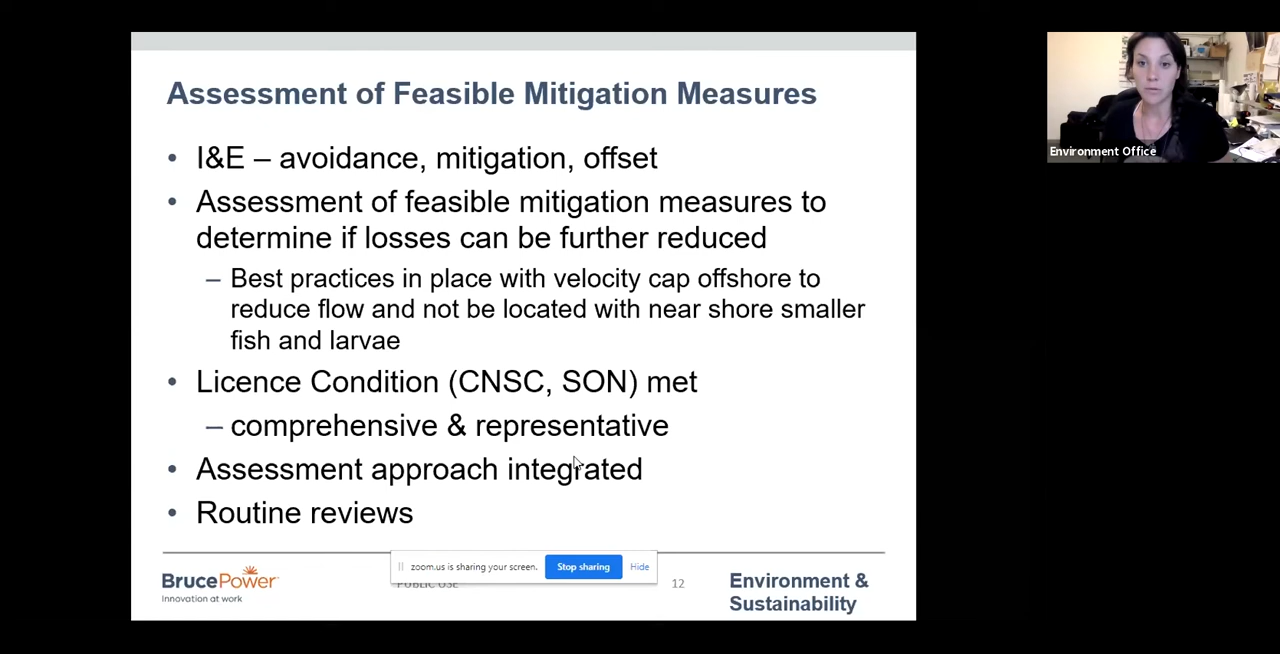 Assessment of Feasible Mitigation Measures
• I&E – avoidance, mitigation, offset
• Assessment of feasible mitigation measures to
determine if losses can be further reduced
– Best practices in place with velocity cap offshore to
reduce flow and not be located with near shore smaller
fish and larvae
• Licence Condition (CNSC, SON) met
– comprehensive & representative
• Assessment approach integrated
• Routine reviews
zoom.us is sharing your screen. Stop sharing Hide
BrucePower
Innovation at work
PUBLIC USE
12
Environment &
Sustainability
Environment Office